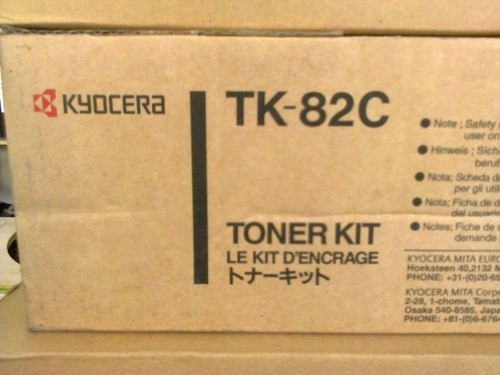 KYOCERA
TK-82C
TONER KIT
LE KIT D'ENCRAGE
トナーキット
Note ; Safety
user on
Hinweis ; Sich
beruf
Nota; Scheda d
per gli util
Nota; Ficha de d
del usuari
Notes; Fiche de
demande
KYOCERA MITA EURO
Hoeksteen 40,2132 M
PHONE: +31-(0)20-65
KYOCERA MITA Corpo
2-28, 1-chome, Tamat
Osaka 540-8585, Japa
PHONE: +81-(0)6-6764